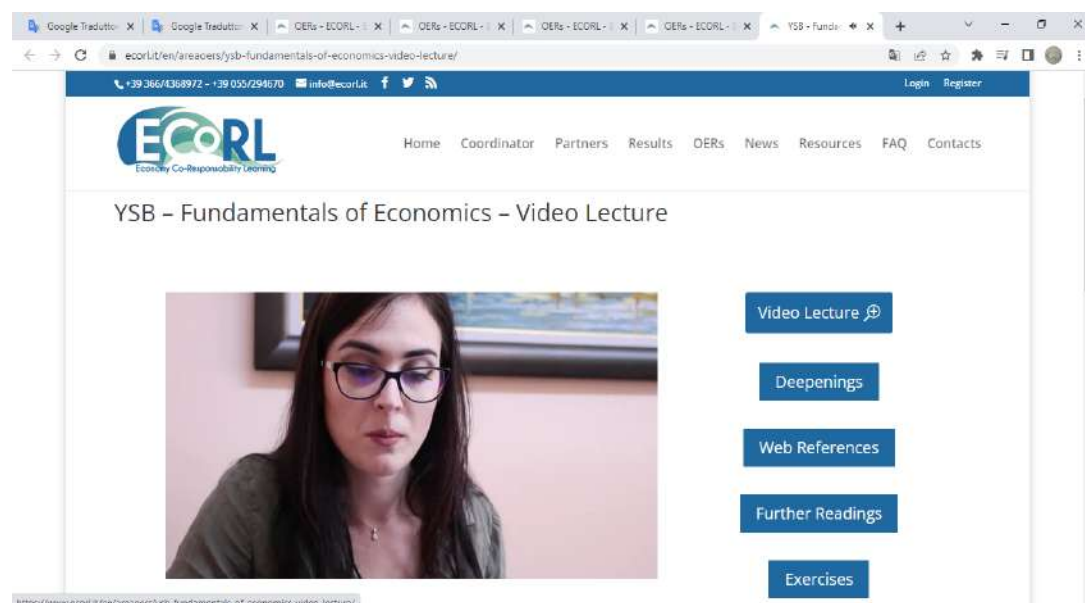 Google Traduttor
Google Traduttor
OERs - ECORL - E
OERs - ECORL - E
OERs - ECORL - E
OERs - ECORL - E
YSB - Funda
ecorl.it/en/areaoers/ysb-fundamentals-of-economics-video-lecture/
+39 366/4368972 - +39 055/294670 info@ecorl.it
Login Register
ECORL
Economy Co-Responsability Learning
Home Coordinator Partners Results OERs News Resources FAQ Contacts
YSB – Fundamentals of Economics – Video Lecture
Video Lecture
Deepenings
Web References
Further Readings
Exercises